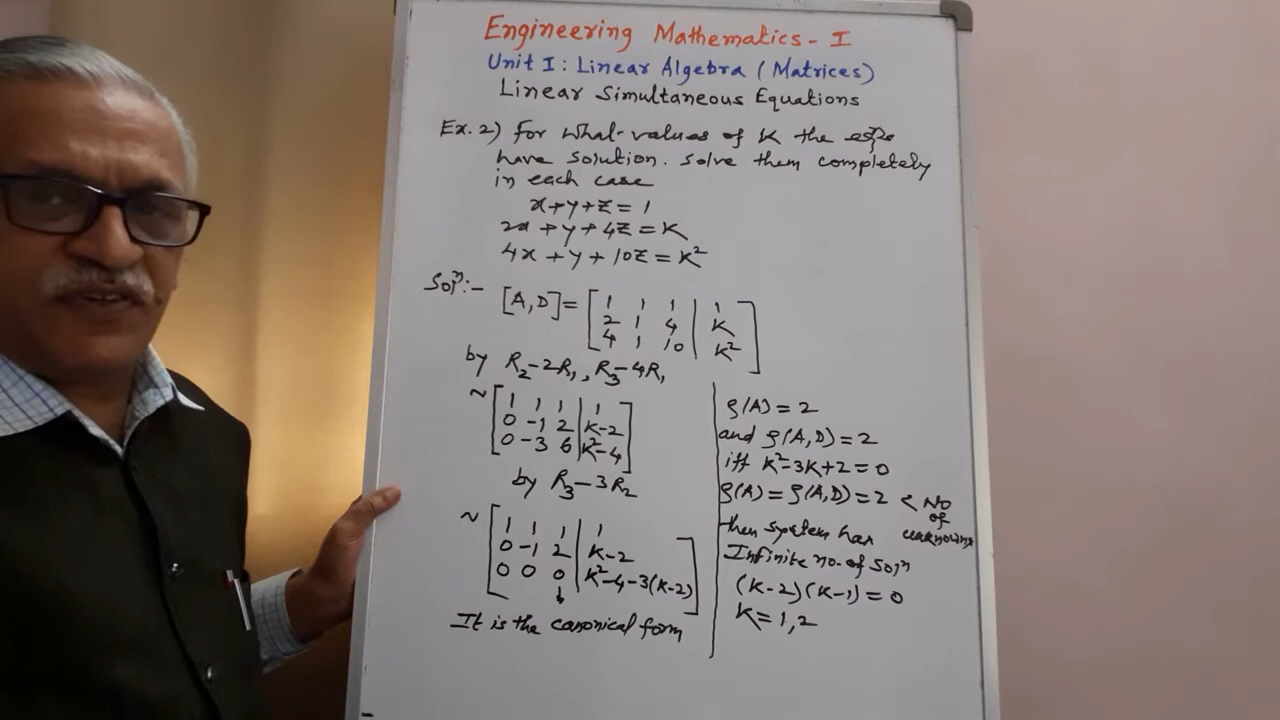 Engineering Mathematics - I
Unit I : Linear Algebra (Matrices)
Linear Simultaneous Equations
Ex. 2) For what values of K the eqns
have solution. solve them completely
in each case
x+y+z = 1
2x + y + 4z = K
4x + y + 10z = K²
Solⁿ:-
[A,D] = [ 1 1 1 | 1
2 1 4 | K
4 1 10 | K² ]
by R₂-2R₁, R₃-4R₁
~ [ 1 1 1 | 1
0 -1 2 | K-2
0 -3 6 | K²-4 ]
by R₃-3R₂
~ [ 1 1 1 | 1
0 -1 2 | K-2
0 0 0 | K²-4-3(K-2) ]
It is the canonical form
ρ(A) = 2
and ρ(A,D) = 2
iff K²-3K+2=0
ρ(A) = ρ(A,D) = 2 < No
of
unknowns
then system has
Infinite no. of solⁿ
(K-2)(K-1) = 0
K = 1,2